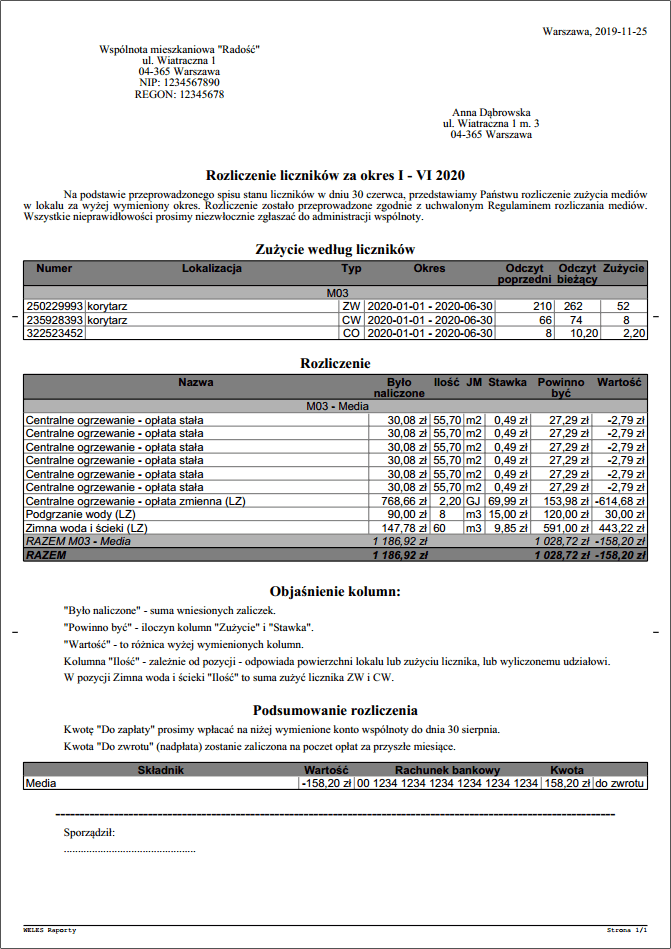 Warszawa, 2019-11-25
Wspólnota mieszkaniowa "Radość"
ul. Wiatraczna 1
04-365 Warszawa
NIP: 1234567890
REGON: 12345678
Anna Dąbrowska
ul. Wiatraczna 1 m. 3
04-365 Warszawa
Rozliczenie liczników za okres I - VI 2020
Na podstawie przeprowadzonego spisu stanu liczników w dniu 30 czerwca, przedstawiamy Państwu rozliczenie zużycia mediów
w lokalu za wyżej wymieniony okres. Rozliczenie zostało przeprowadzone zgodnie z uchwalonym Regulaminem rozliczania mediów.
Wszystkie nieprawidłowości prosimy niezwłocznie zgłaszać do administracji wspólnoty.
Zużycie według liczników
Numer Lokalizacja Typ Okres Odczyt poprzedni Odczyt bieżący Zużycie
M03
250229993 korytarz ZW 2020-01-01 - 2020-06-30 210 262 52
235928393 korytarz CW 2020-01-01 - 2020-06-30 66 74 8
322523452 CO 2020-01-01 - 2020-06-30 8 10,20 2,20
Rozliczenie
Nazwa Było naliczone Ilość JM Stawka Powinno być Wartość
M03 - Media
Centralne ogrzewanie - opłata stała 30,08 zł 55,70 m2 0,49 zł 27,29 zł -2,79 zł
Centralne ogrzewanie - opłata stała 30,08 zł 55,70 m2 0,49 zł 27,29 zł -2,79 zł
Centralne ogrzewanie - opłata stała 30,08 zł 55,70 m2 0,49 zł 27,29 zł -2,79 zł
Centralne ogrzewanie - opłata stała 30,08 zł 55,70 m2 0,49 zł 27,29 zł -2,79 zł
Centralne ogrzewanie - opłata stała 30,08 zł 55,70 m2 0,49 zł 27,29 zł -2,79 zł
Centralne ogrzewanie - opłata stała 30,08 zł 55,70 m2 0,49 zł 27,29 zł -2,79 zł
Centralne ogrzewanie - opłata zmienna (LZ) 768,66 zł 2,20 GJ 69,99 zł 153,98 zł -614,68 zł
Podgrzanie wody (LZ) 90,00 zł 8 m3 15,00 zł 120,00 zł 30,00 zł
Zimna woda i ścieki (LZ) 147,78 zł 60 m3 9,85 zł 591,00 zł 443,22 zł
RAZEM M03 - Media 1 186,92 zł 1 028,72 zł -158,20 zł
RAZEM 1 186,92 zł 1 028,72 zł -158,20 zł
Objaśnienie kolumn:
"Było naliczone" - suma wniesionych zaliczek.
"Powinno być" - iloczyn kolumn "Zużycie" i "Stawka".
"Wartość" - to różnica wyżej wymienionych kolumn.
Kolumna "Ilość" - zależnie od pozycji - odpowiada powierzchni lokalu lub zużyciu licznika, lub wyliczonemu udziałowi.
W pozycji Zimna woda i ścieki "Ilość" to suma zużyć licznika ZW i CW.
Podsumowanie rozliczenia
Kwotę "Do zapłaty" prosimy wpłacać na niżej wymienione konto wspólnoty do dnia 30 sierpnia.
Kwota "Do zwrotu" (nadpłata) zostanie zaliczona na poczet opłat za przyszłe miesiące.
Składnik Wartość Rachunek bankowy Kwota
Media -158,20 zł 00 1234 1234 1234 1234 1234 1234 158,20 zł do zwrotu
Sporządził:
................................................
WELES Raporty Strona 1/1